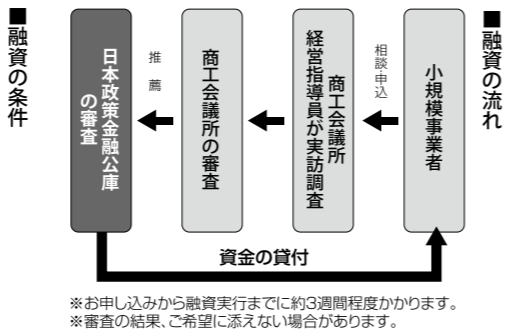 ■融資の流れ
小規模事業者
相談・申込
商工会議所
経営指導員が実訪調査
商工会議所の審査
推薦
日本政策金融公庫
の審査
資金の貸付
※お申し込みから融資実行までに約3週間程度かかります。
※審査の結果、ご希望に添えない場合があります。
■融資の条件